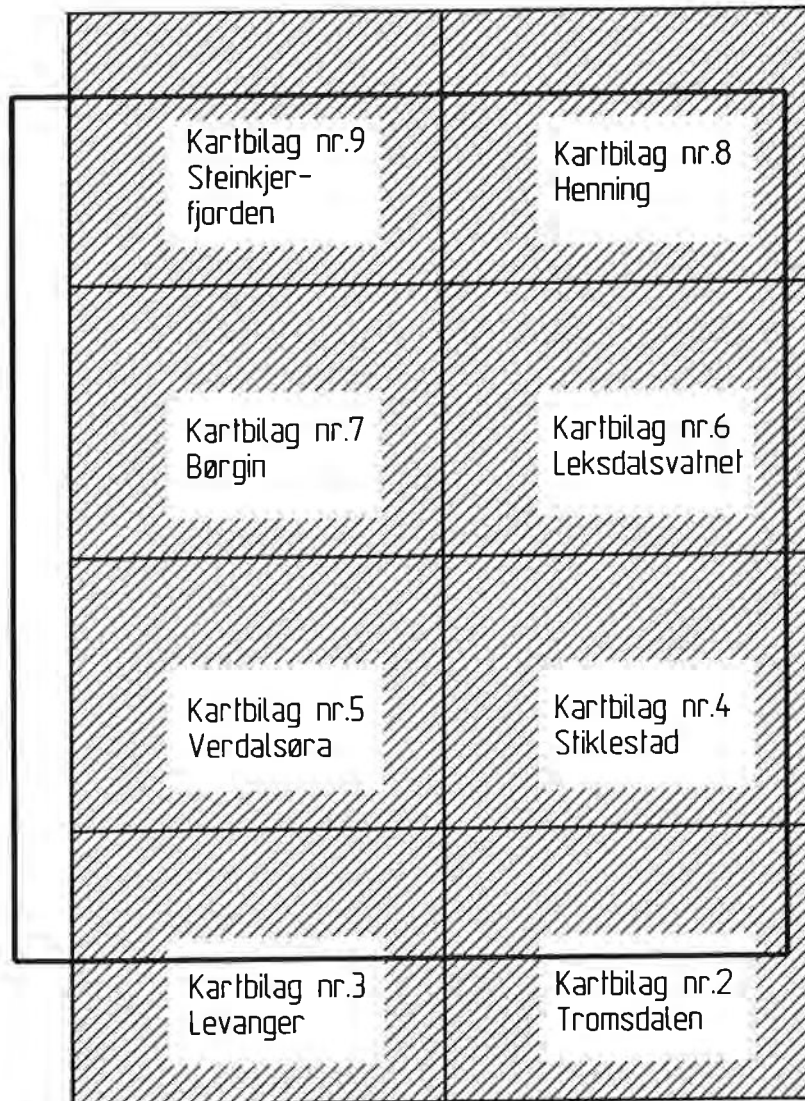 Kartbilag nr.9
Steinkjer-
fjorden
Kartbilag nr.8
Henning
Kartbilag nr.7
Børgin
Kartbilag nr.6
Leksdalsvatnet
Kartbilag nr.5
Verdalsøra
Kartbilag nr.4
Stiklestad
Kartbilag nr.3
Levanger
Kartbilag nr.2
Tromsdalen